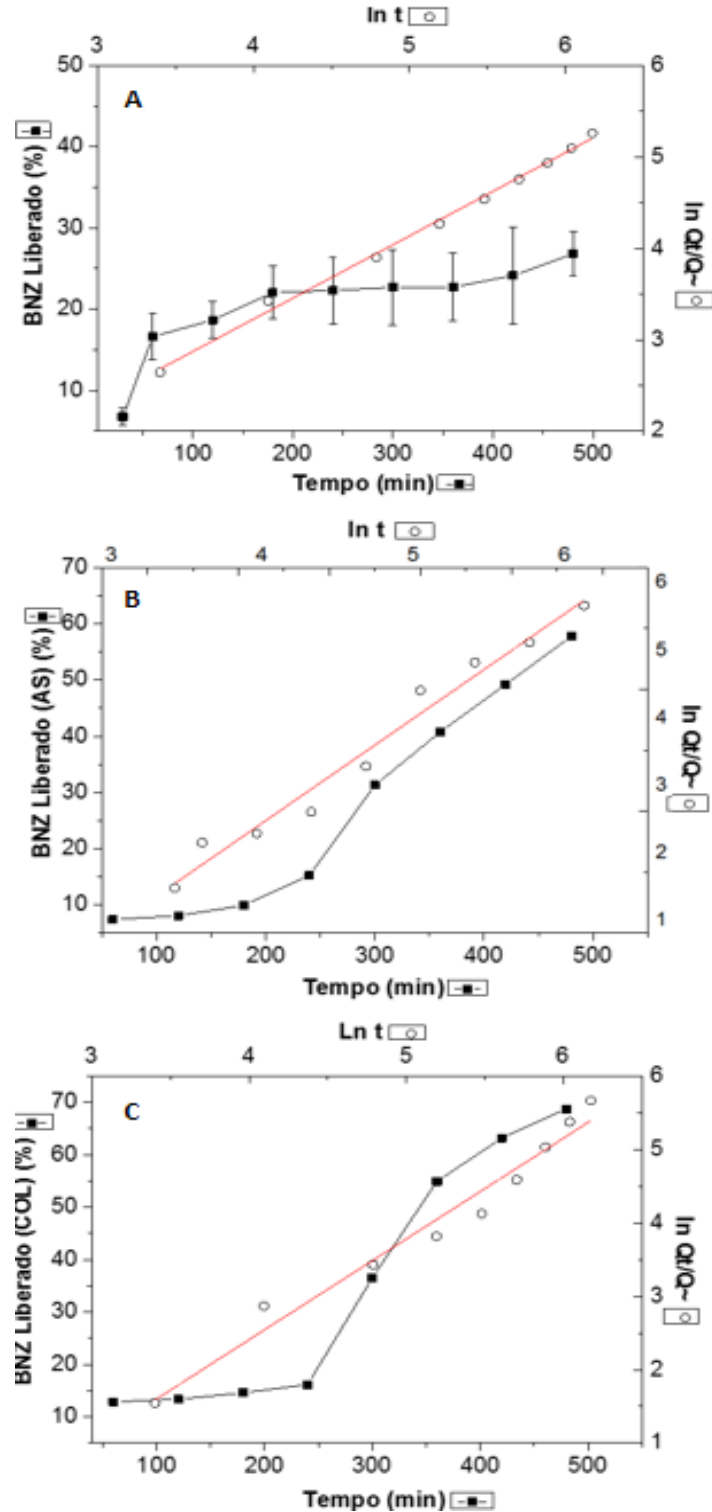 ln t
3 4 5 6
A
50
40
30
20
10
BNZ Liberado (%)
6
5
4
3
2
ln Qt/Q~
100 200 300 400 500
Tempo (min)
ln t
3 4 5 6
B
70
60
50
40
30
20
10
BNZ Liberado (AS) (%)
6
5
4
3
2
1
ln Qt/Q~
100 200 300 400 500
Tempo (min)
Ln t
3 4 5 6
C
70
60
50
40
30
20
10
BNZ Liberado (COL) (%)
6
5
4
3
2
1
ln Qt/Q~
100 200 300 400 500
Tempo (min)